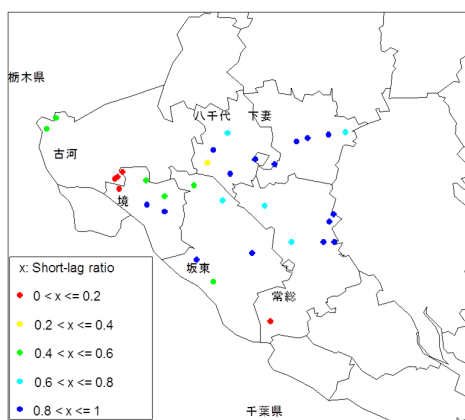 栃木県
八千代 下妻
古河
境
坂東
常総
千葉県
x: Short-lag ratio
0 < x <= 0.2
0.2 < x <= 0.4
0.4 < x <= 0.6
0.6 < x <= 0.8
0.8 < x <= 1